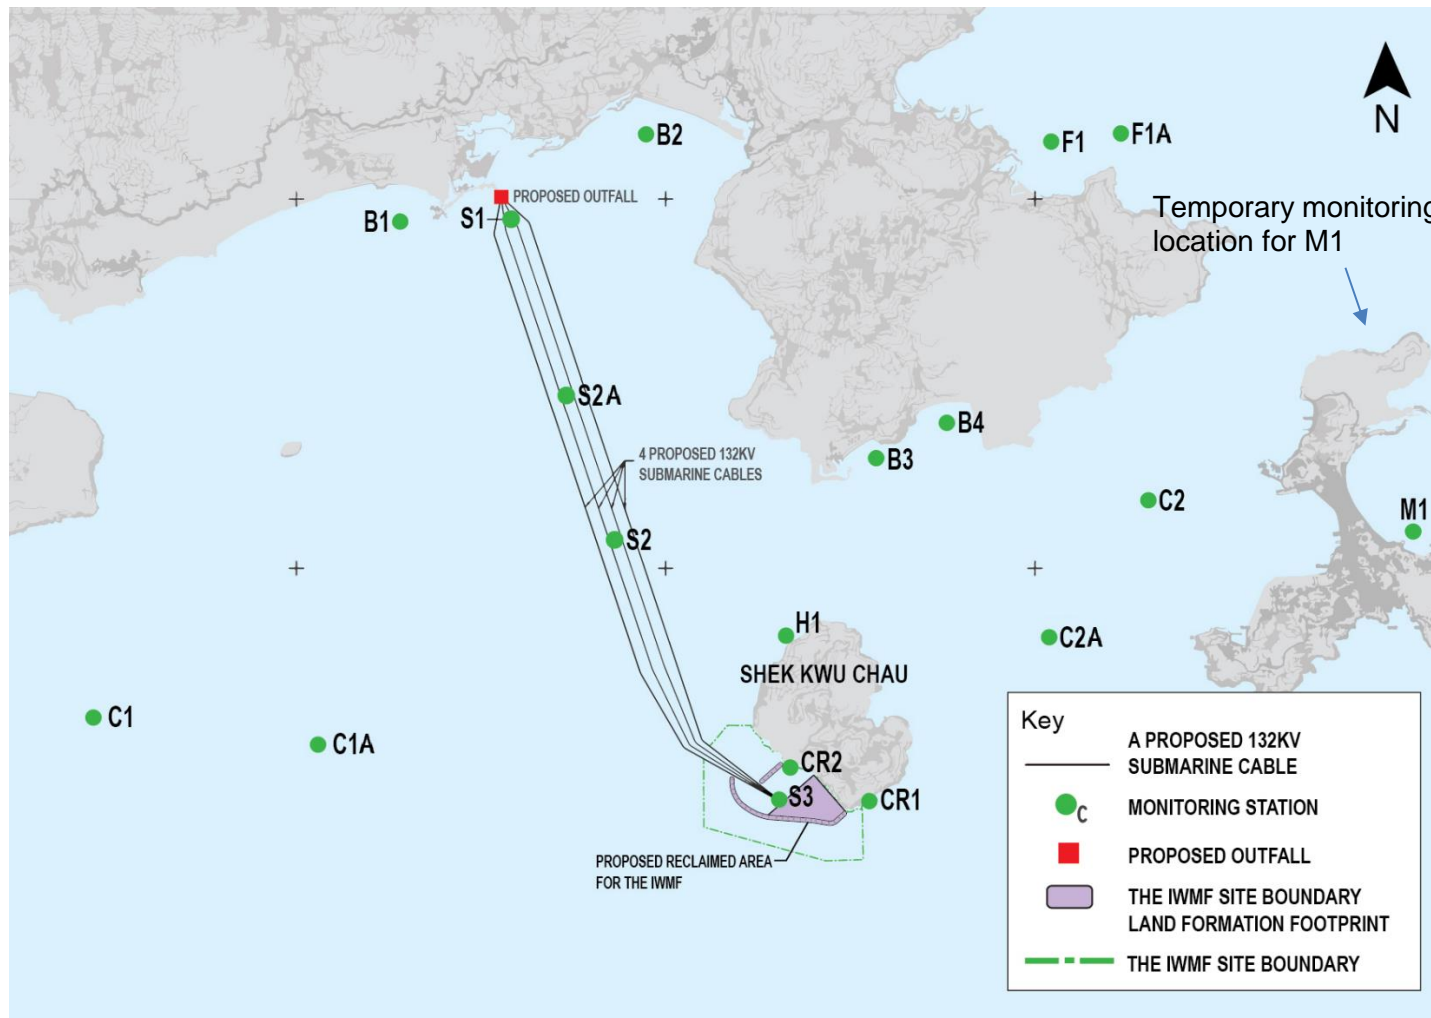 N
B2
F1
F1A
PROPOSED OUTFALL
B1
S1
Temporary monitoring
location for M1
S2A
B4
B3
4 PROPOSED 132KV
SUBMARINE CABLES
C2
M1
S2
H1
C2A
SHEK KWU CHAU
C1
C1A
CR2
S3
CR1
PROPOSED RECLAIMED AREA
FOR THE IWMF
Key
A PROPOSED 132KV
SUBMARINE CABLE
C
MONITORING STATION
PROPOSED OUTFALL
THE IWMF SITE BOUNDARY
LAND FORMATION FOOTPRINT
THE IWMF SITE BOUNDARY